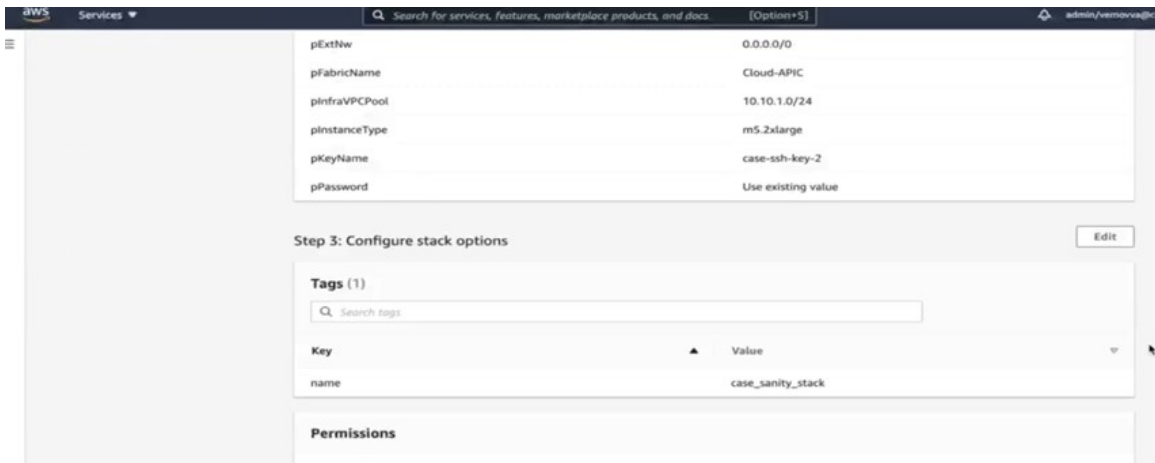 aws Services ▼ Search for services, features, marketplace products, and docs [Option+S]
pExtNw 0.0.0.0/0
pFabricName Cloud-APIC
pInfraVPCPool 10.10.1.0/24
pInstanceType m5.2xlarge
pKeyName case-ssh-key-2
pPassword Use existing value
Step 3: Configure stack options Edit
Tags (1)
Search tags
Key Value
name case_sanity_stack
Permissions